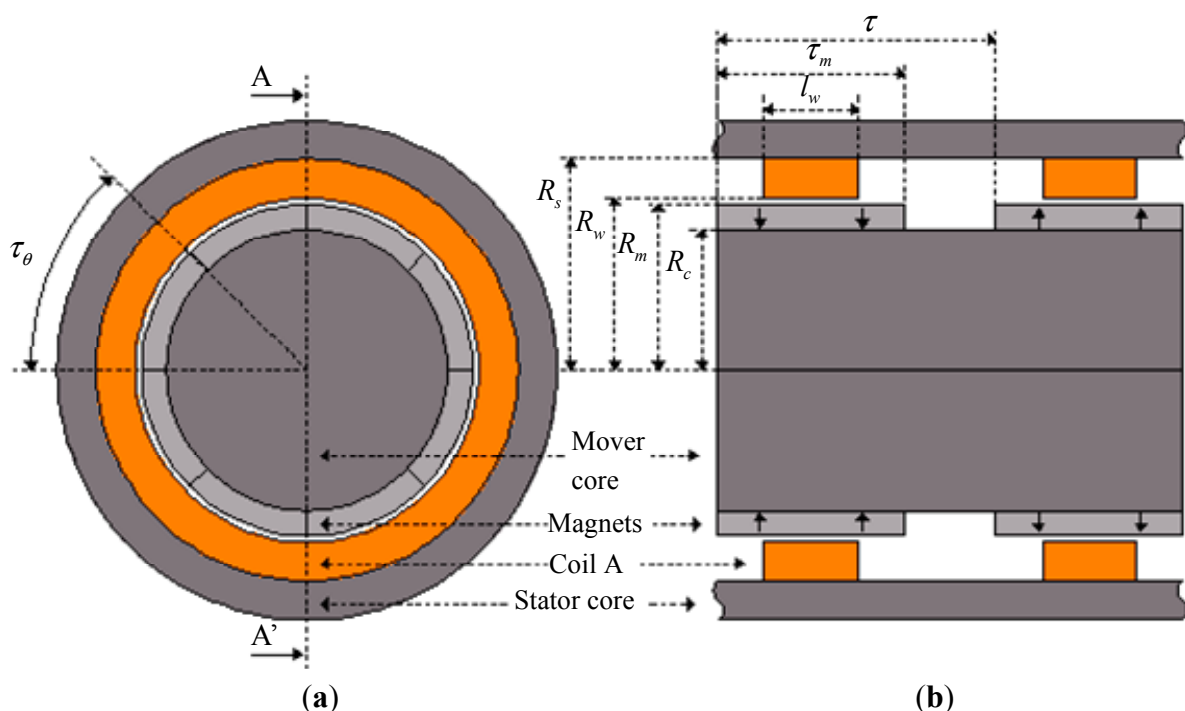 A
τ
τ_m
l_w
τ_θ
R_s
R_w
R_m
R_c
Mover
core
Magnets
Coil A
Stator core
A’
(a)
(b)